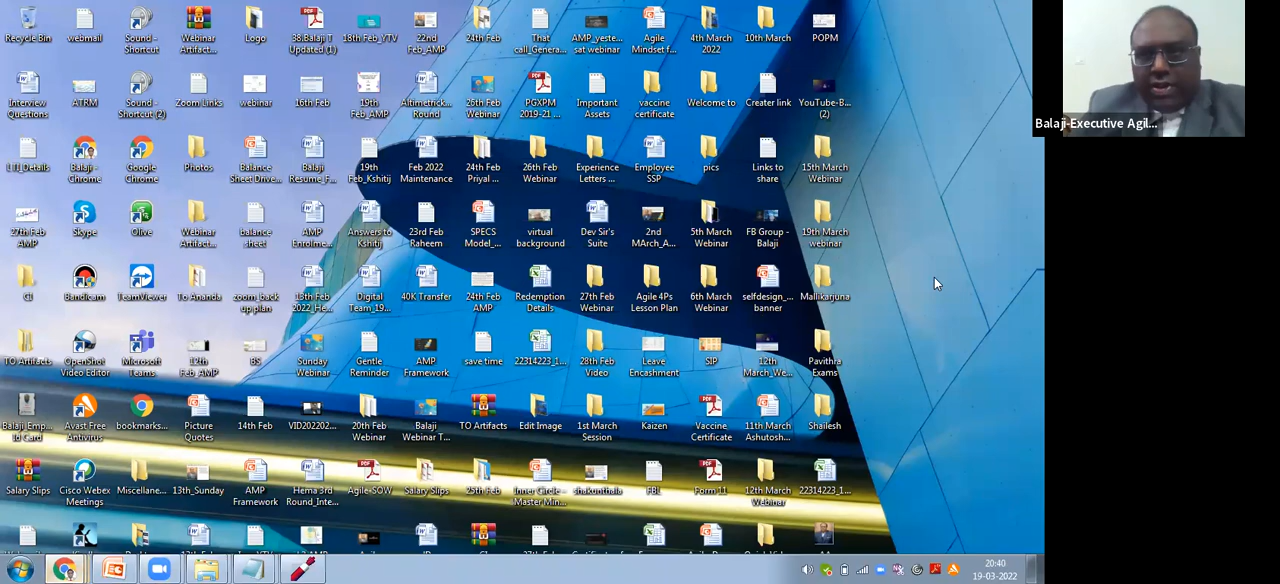 Recycle Bin
webmail
Sound -
Shortcut
Webinar
Artifact...
Logo
38.Balaji T
Updated (1)
18th Feb_YTV
22nd
Feb_AMP
24th Feb
That
call_Genera...
AMP_yeste...
sat webinar
Agile
Mindset f...
4th March
2022
10th March
POPM
Balaji-Executive Agil...
Interview
Questions
ATRM
Sound -
Shortcut (2)
Zoom Links
webinar
16th Feb
19th
Feb_AMP
Altimetrick...
Round
26th Feb
Webinar
PGXPM
2019-21 ...
Important
Assets
vaccine
certificate
Welcome to
Creater link
YouTube-B...
(2)
LTI_Details
Balaji -
Chrome
Google
Chrome
Photos
Balance
Sheet Drive...
Balaji
Resume_F...
19th
Feb_Kshitij
Feb 2022
Maintenance
24th Feb
Priyal ...
26th Feb
Webinar
Experience
Letters ...
Employee
SSP
pics
Links to
share
15th March
Webinar
27th Feb
AMP
Skype
Olive
Webinar
Artifact...
balance
sheet
AMP
Enrolme...
Answers to
Kshitij
23rd Feb
Raheem
SPECS
Model_...
virtual
background
Dev Sir's
Suite
2nd
MArch_A...
5th March
Webinar
FB Group -
Balaji
19th March
webinar
CI
Bandicam
TeamViewer
To Ananda
zoom_back
up plan
18th Feb
2022_He...
Digital
Team_19...
40K Transfer
24th Feb
AMP
Redemption
Details
27th Feb
Webinar
Agile 4Ps
Lesson Plan
6th March
Webinar
selfdesign_...
banner
Mallikarjuna
TO Artifacts
OpenShot
Video Editor
Microsoft
Teams
12th
Feb_AMP
BS
Sunday
Webinar
Gentle
Reminder
AMP
Framework
save time
22314223_1...
28th Feb
Video
Leave
Encashment
SIP
12th
March_We...
Pavithra
Exams
Balaji_Emp...
Id Card
Avast Free
Antivirus
bookmarks...
Picture
Quotes
14th Feb
VID202202...
20th Feb
Webinar
Balaji
Webinar T...
TO Artifacts
Edit Image
1st March
Session
Kaizen
Vaccine
Certificate
11th March
Ashutosh...
Shailesh
Salary Slips
Cisco Webex
Meetings
Miscellane...
13th_Sunday
AMP
Framework
Hema 3rd
Round_Inte...
Agile-SOW
Salary Slips
25th Feb
Inner Circle -
Master Min...
shakunthala
FBL
Form 11
12th March
Webinar
22314223_1...
20:40
19-03-2022